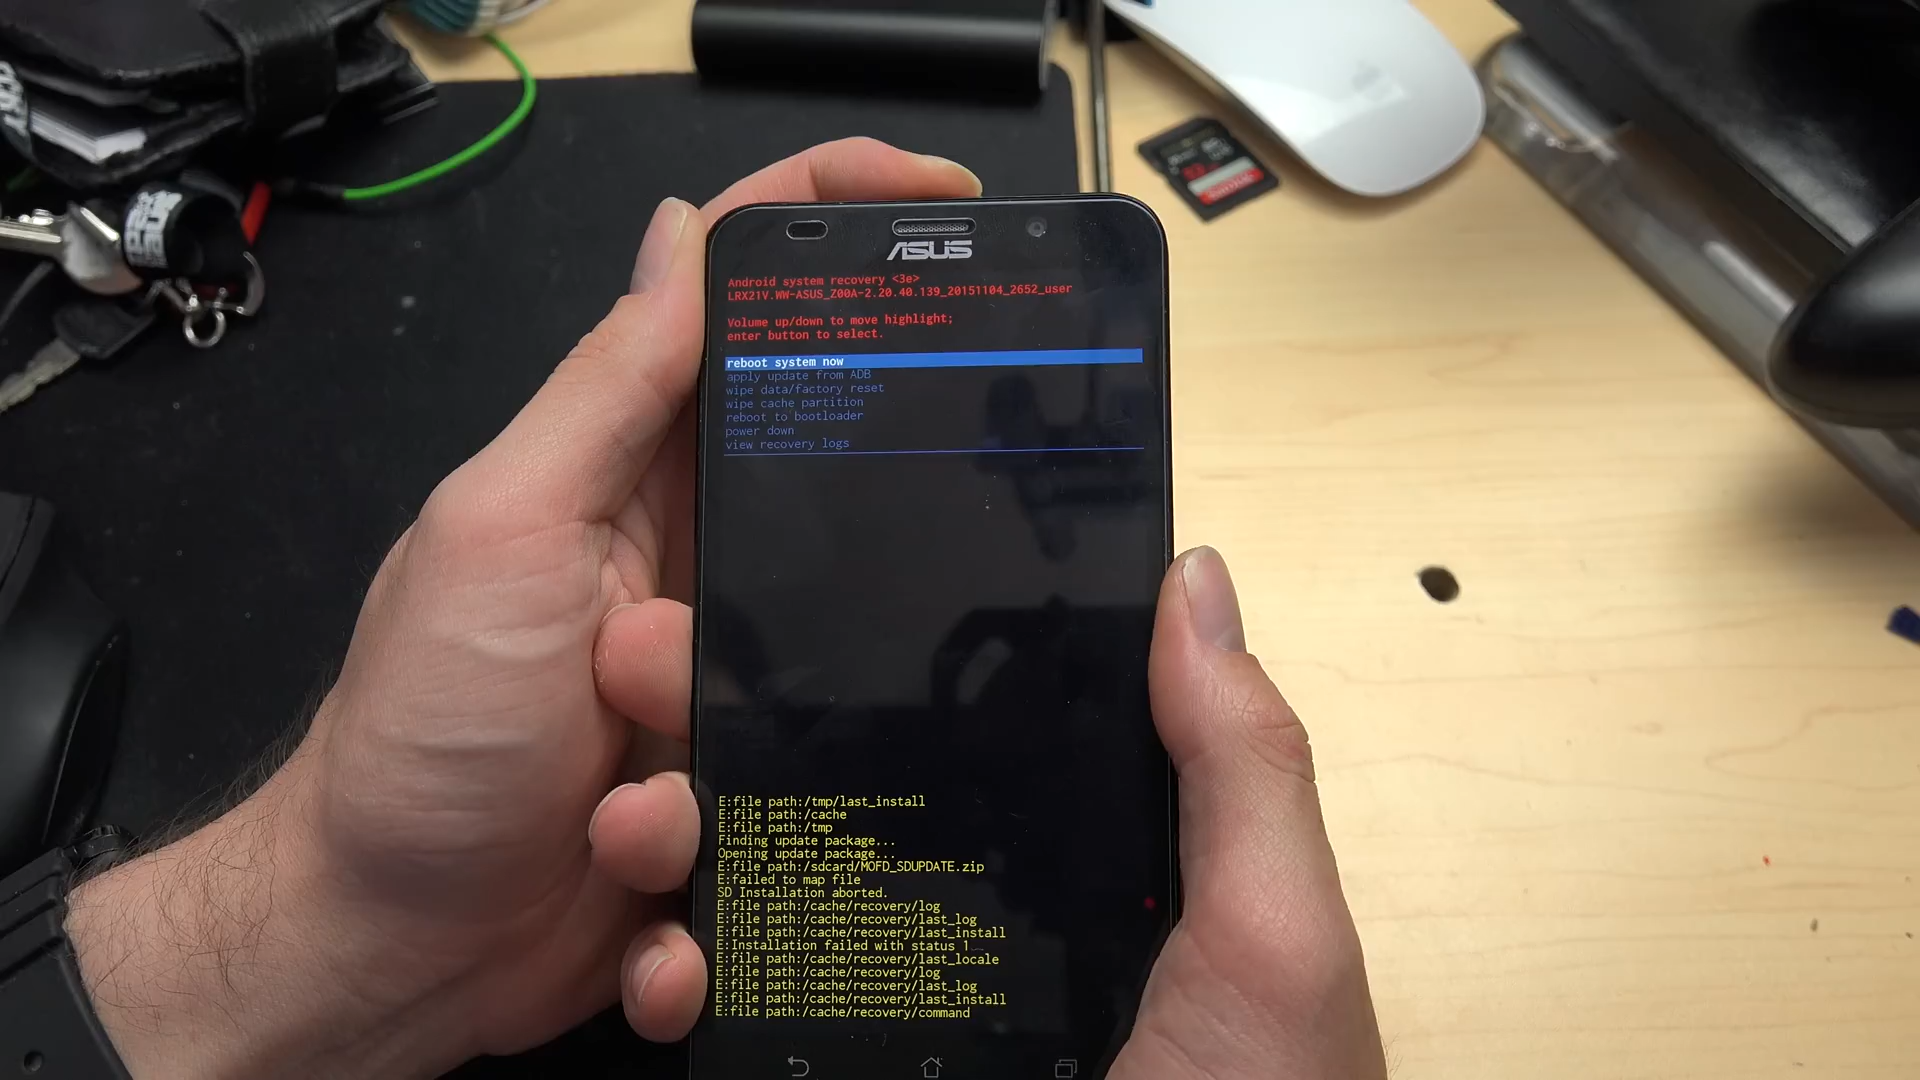 ASUS
Android system recovery <3e>
LRX21V.WW-ASUS_Z00A-2.20.40.139_20151104_2652_user
Volume up/down to move highlight;
enter button to select.
reboot system now
apply update from ADB
wipe data/factory reset
wipe cache partition
reboot to bootloader
power down
view recovery logs
E:file path:/tmp/last_install
E:file path:/cache
E:file path:/tmp
Finding update package...
Opening update package...
E:file path:/sdcard/MOFD_SDUPDATE.zip
E:failed to map file
SD Installation aborted.
E:file path:/cache/recovery/log
E:file path:/cache/recovery/last_log
E:file path:/cache/recovery/last_install
E:Installation failed with status 1
E:file path:/cache/recovery/last_locale
E:file path:/cache/recovery/log
E:file path:/cache/recovery/last_log
E:file path:/cache/recovery/last_install
E:file path:/cache/recovery/command